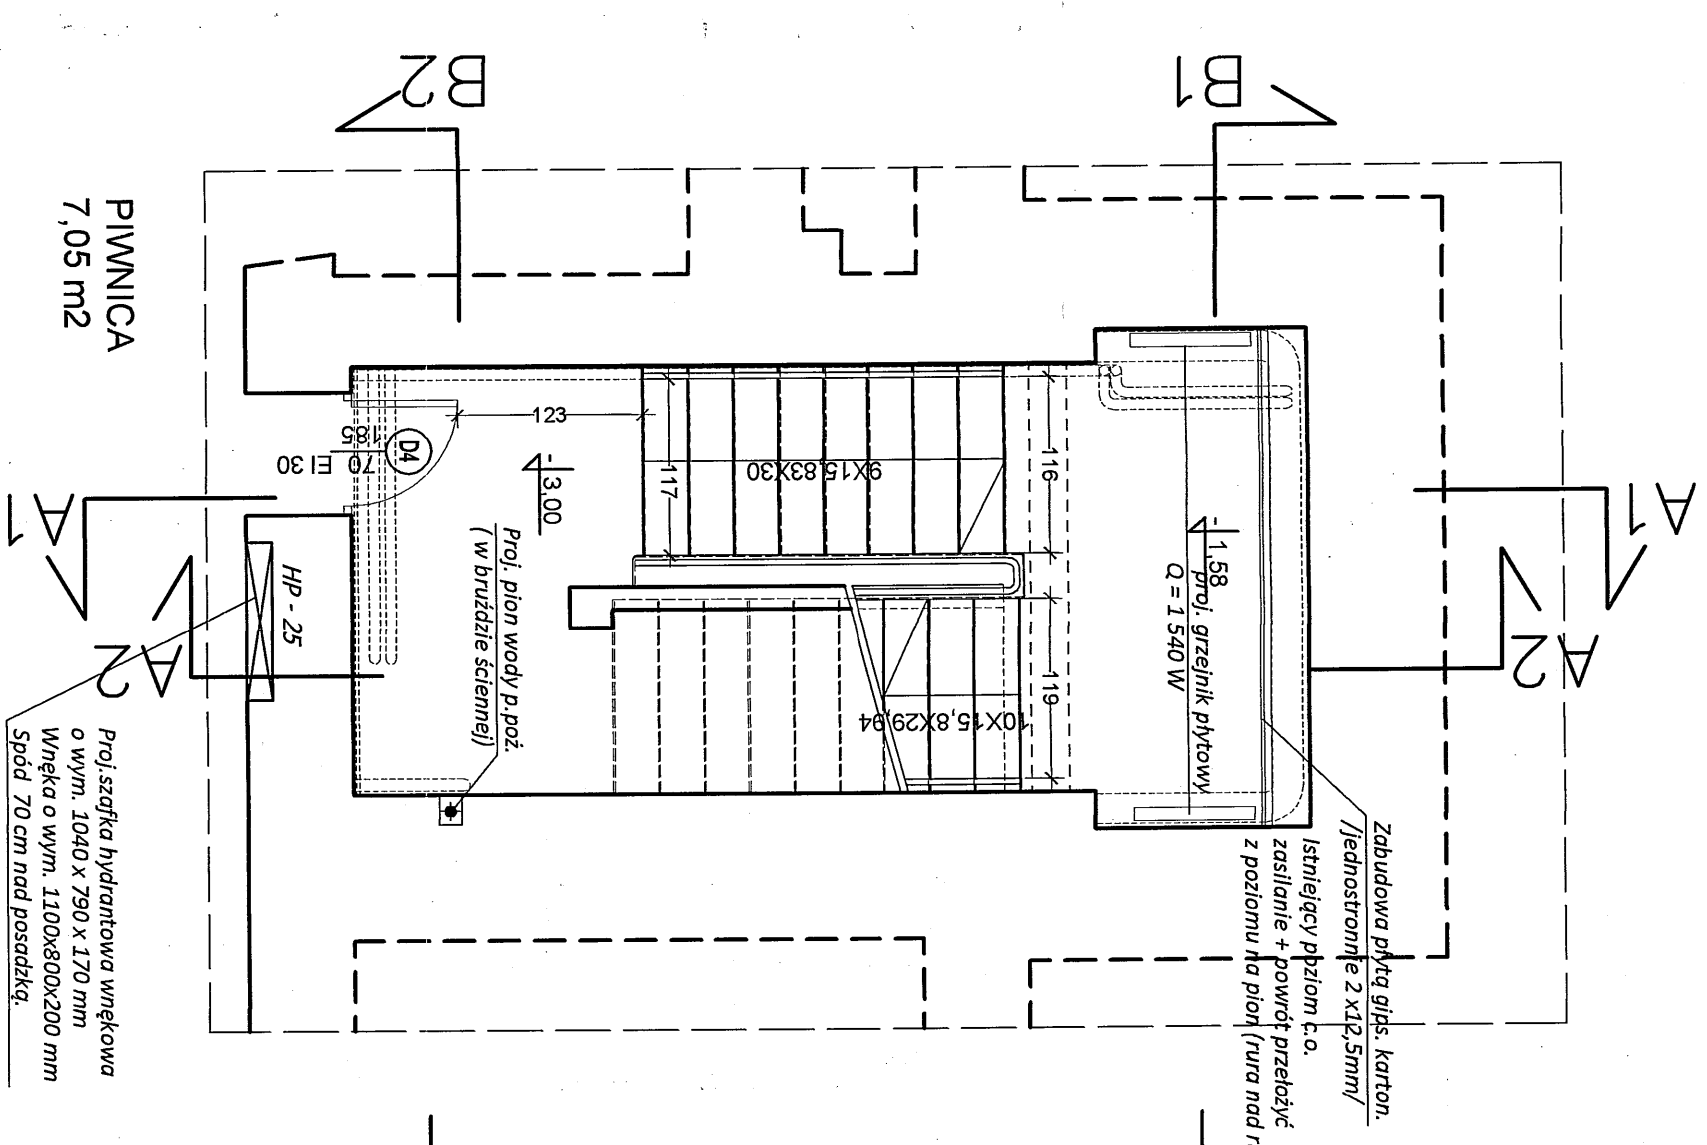 B2
B1
PIWNICA
7,05 m2
123
9X15,83X30
117
116
D4
70 EI 30
185
-3,00
-1,58
proj. grzejnik płytowy
Q = 1 540 W
A1
A1
HP - 25
Proj. pion wody p.poż.
( w bruździe ściennej)
119
10X15,8X29,94
A2
A2
Proj.szafka hydrantowa wnękowa
o wym. 1040 x 790 x 170 mm
Wnęka o wym. 1100x800x200 mm
Spód 70 cm nad posadzką.
Zabudowa płytą gips. karton.
/jednostronnie 2 x12,5mm/
Istniejący poziom c.o.
zasilanie + powrót przełożyć
z poziomu na pion (rura nad